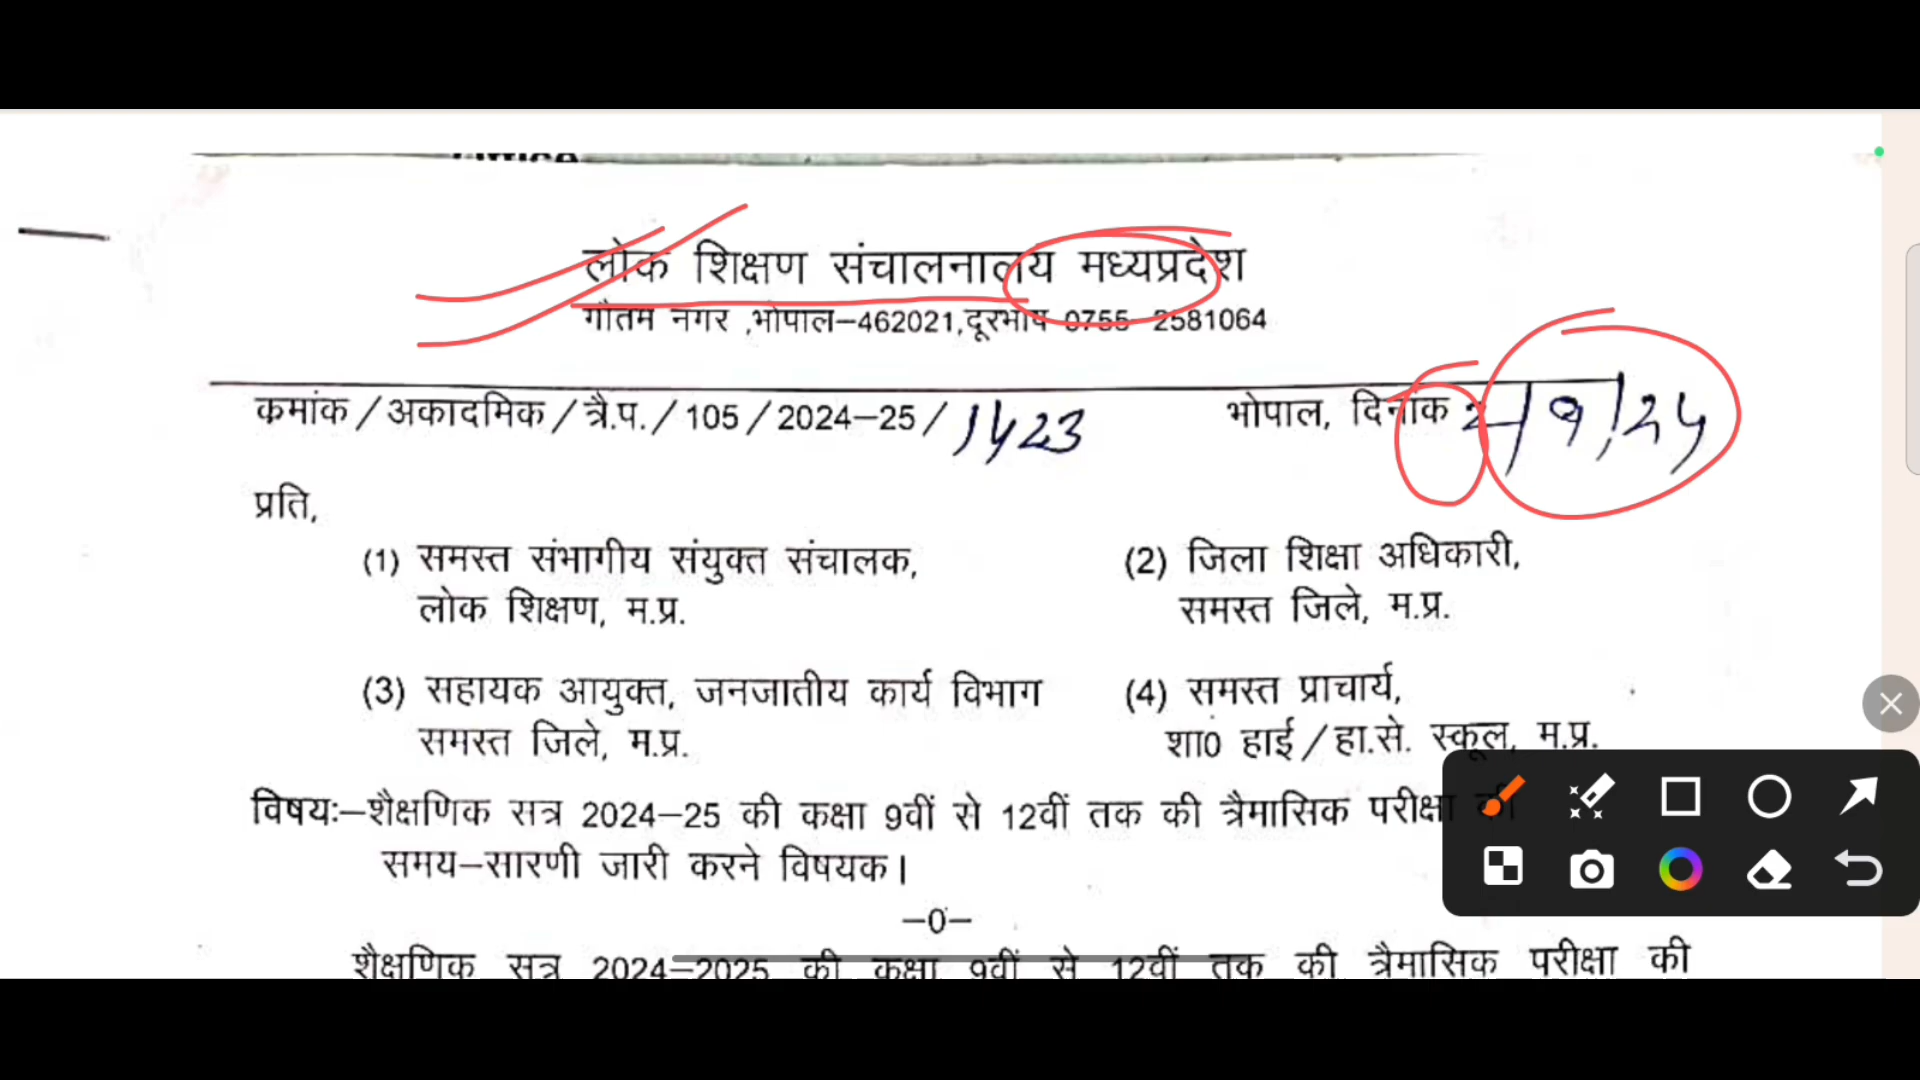 लोक शिक्षण संचालनालय मध्यप्रदेश
गौतम नगर ,भोपाल–462021,दूरभाष 0755 2581064
कमांक / अकादमिक / त्रै.प. / 105 / 2024–25 / 1423
भोपाल, दिनांक 2/9/24
प्रति,
(1) समस्त संभागीय संयुक्त संचालक,
लोक शिक्षण, म.प्र.
(2) जिला शिक्षा अधिकारी,
समस्त जिले, म.प्र.
(3) सहायक आयुक्त, जनजातीय कार्य विभाग
समस्त जिले, म.प्र.
(4) समस्त प्राचार्य,
शा0 हाई / हा.से. स्कूल, म.प्र.
विषयः–शैक्षणिक सत्र 2024–25 की कक्षा 9वीं से 12वीं तक की त्रैमासिक परीक्षा की
समय–सारणी जारी करने विषयक।
–0–
शैक्षणिक सत्र 2024–2025 की कक्षा 9वीं से 12वीं तक की त्रैमासिक परीक्षा की